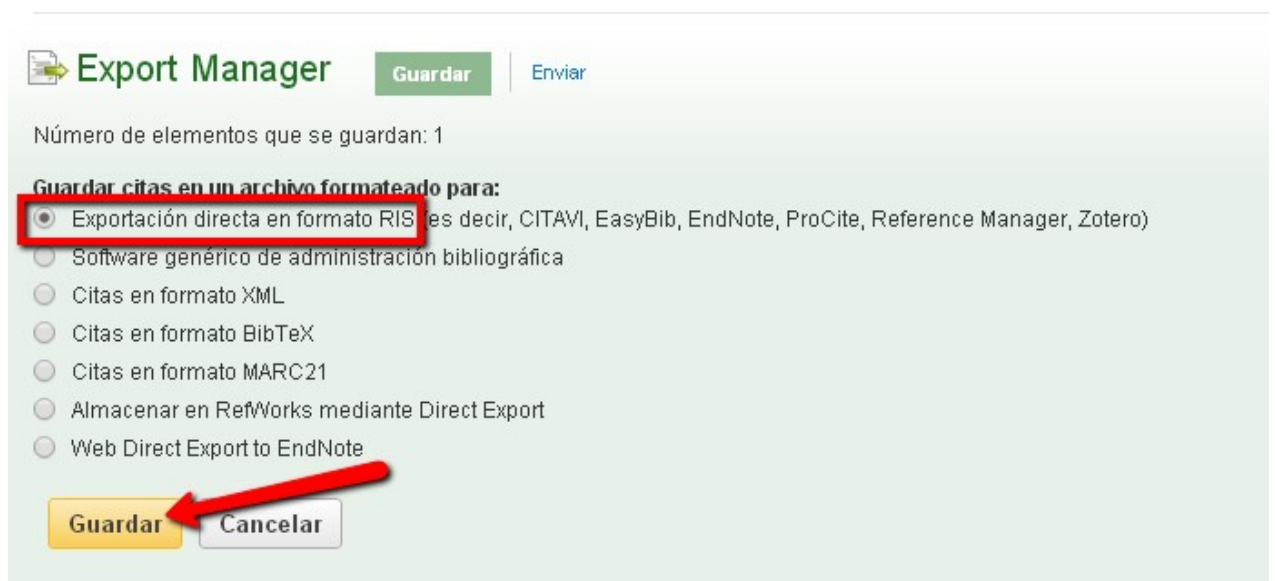 Export Manager Guardar Enviar
Número de elementos que se guardan: 1
Guardar citas en un archivo formateado para:
Exportación directa en formato RIS (es decir, CITAVI, EasyBib, EndNote, ProCite, Reference Manager, Zotero)
Software genérico de administración bibliográfica
Citas en formato XML
Citas en formato BibTeX
Citas en formato MARC21
Almacenar en RefWorks mediante Direct Export
Web Direct Export to EndNote
Guardar Cancelar